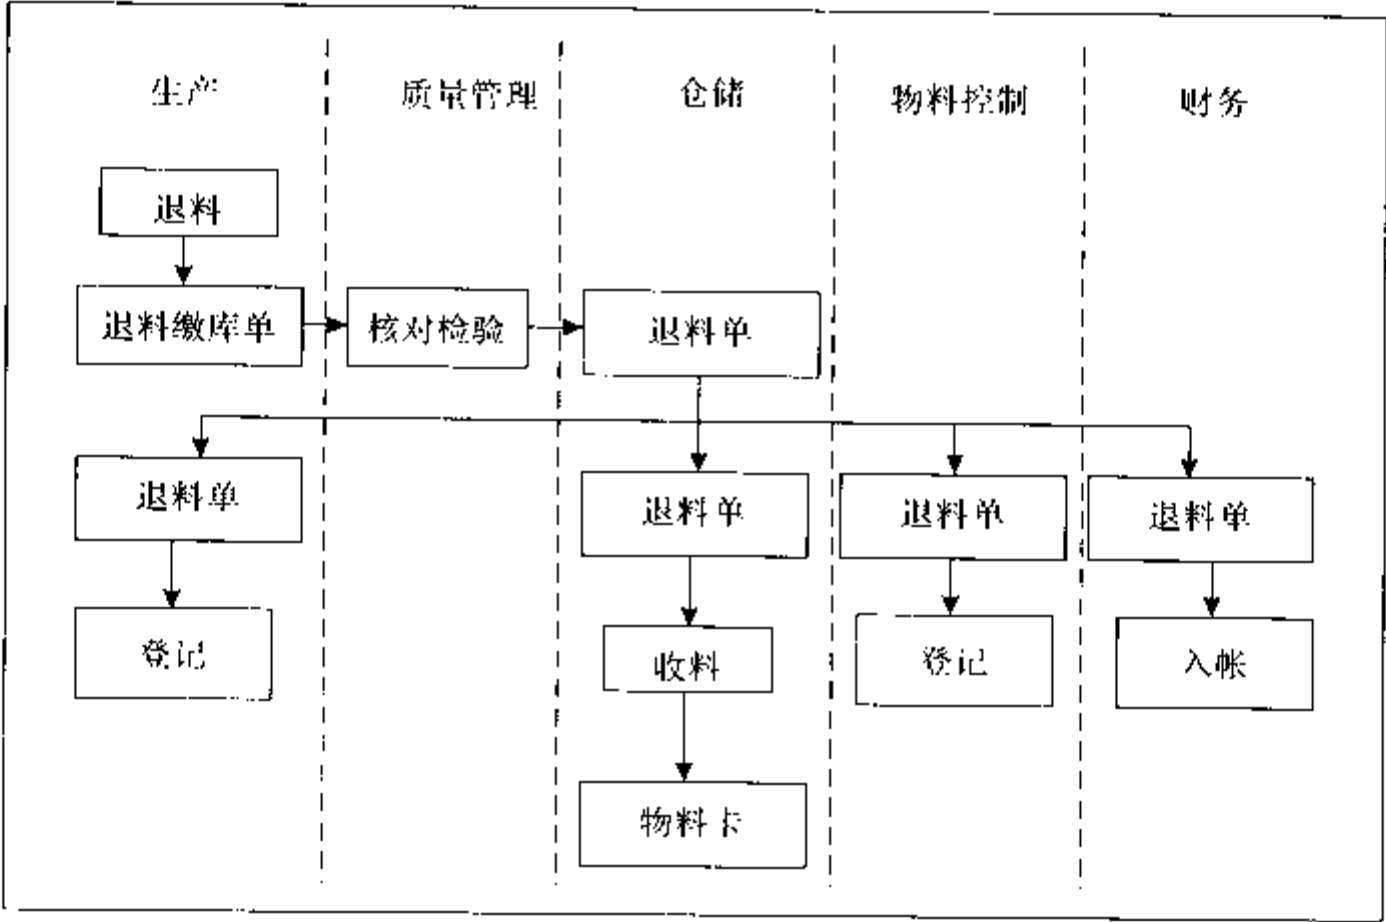 生产
质量管理
仓储
物料控制
财务
退料
退料缴库单
核对检验
退料单
退料单
退料单
退料单
退料单
登记
收料
登记
入帐
物料卡